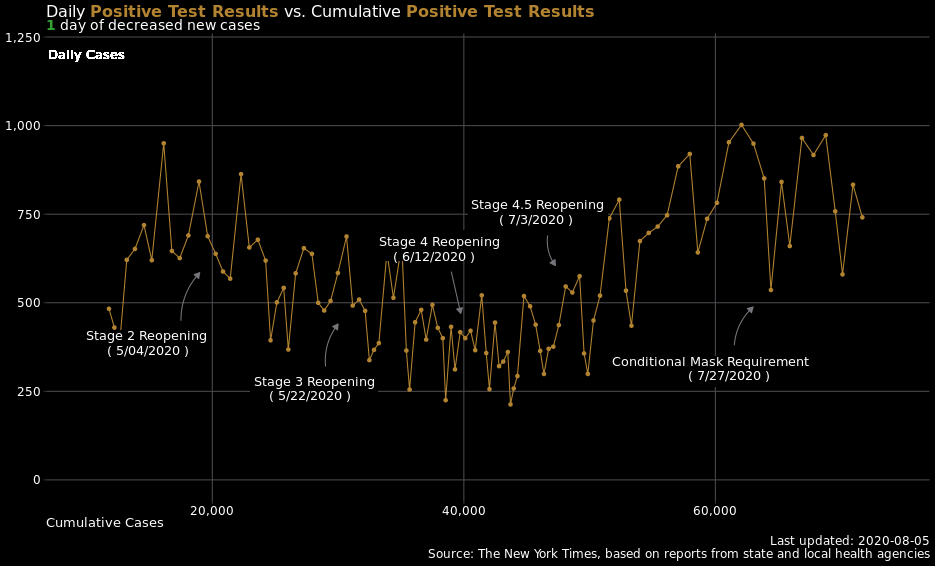 Daily Positive Test Results vs. Cumulative Positive Test Results
1 day of decreased new cases
1,250
Daily Cases
1,000
750
500
250
0
Stage 4.5 Reopening
( 7/3/2020 )
Stage 4 Reopening
( 6/12/2020 )
Stage 2 Reopening
( 5/04/2020 )
Stage 3 Reopening
( 5/22/2020 )
Conditional Mask Requirement
( 7/27/2020 )
20,000
40,000
60,000
Cumulative Cases
Last updated: 2020-08-05
Source: The New York Times, based on reports from state and local health agencies